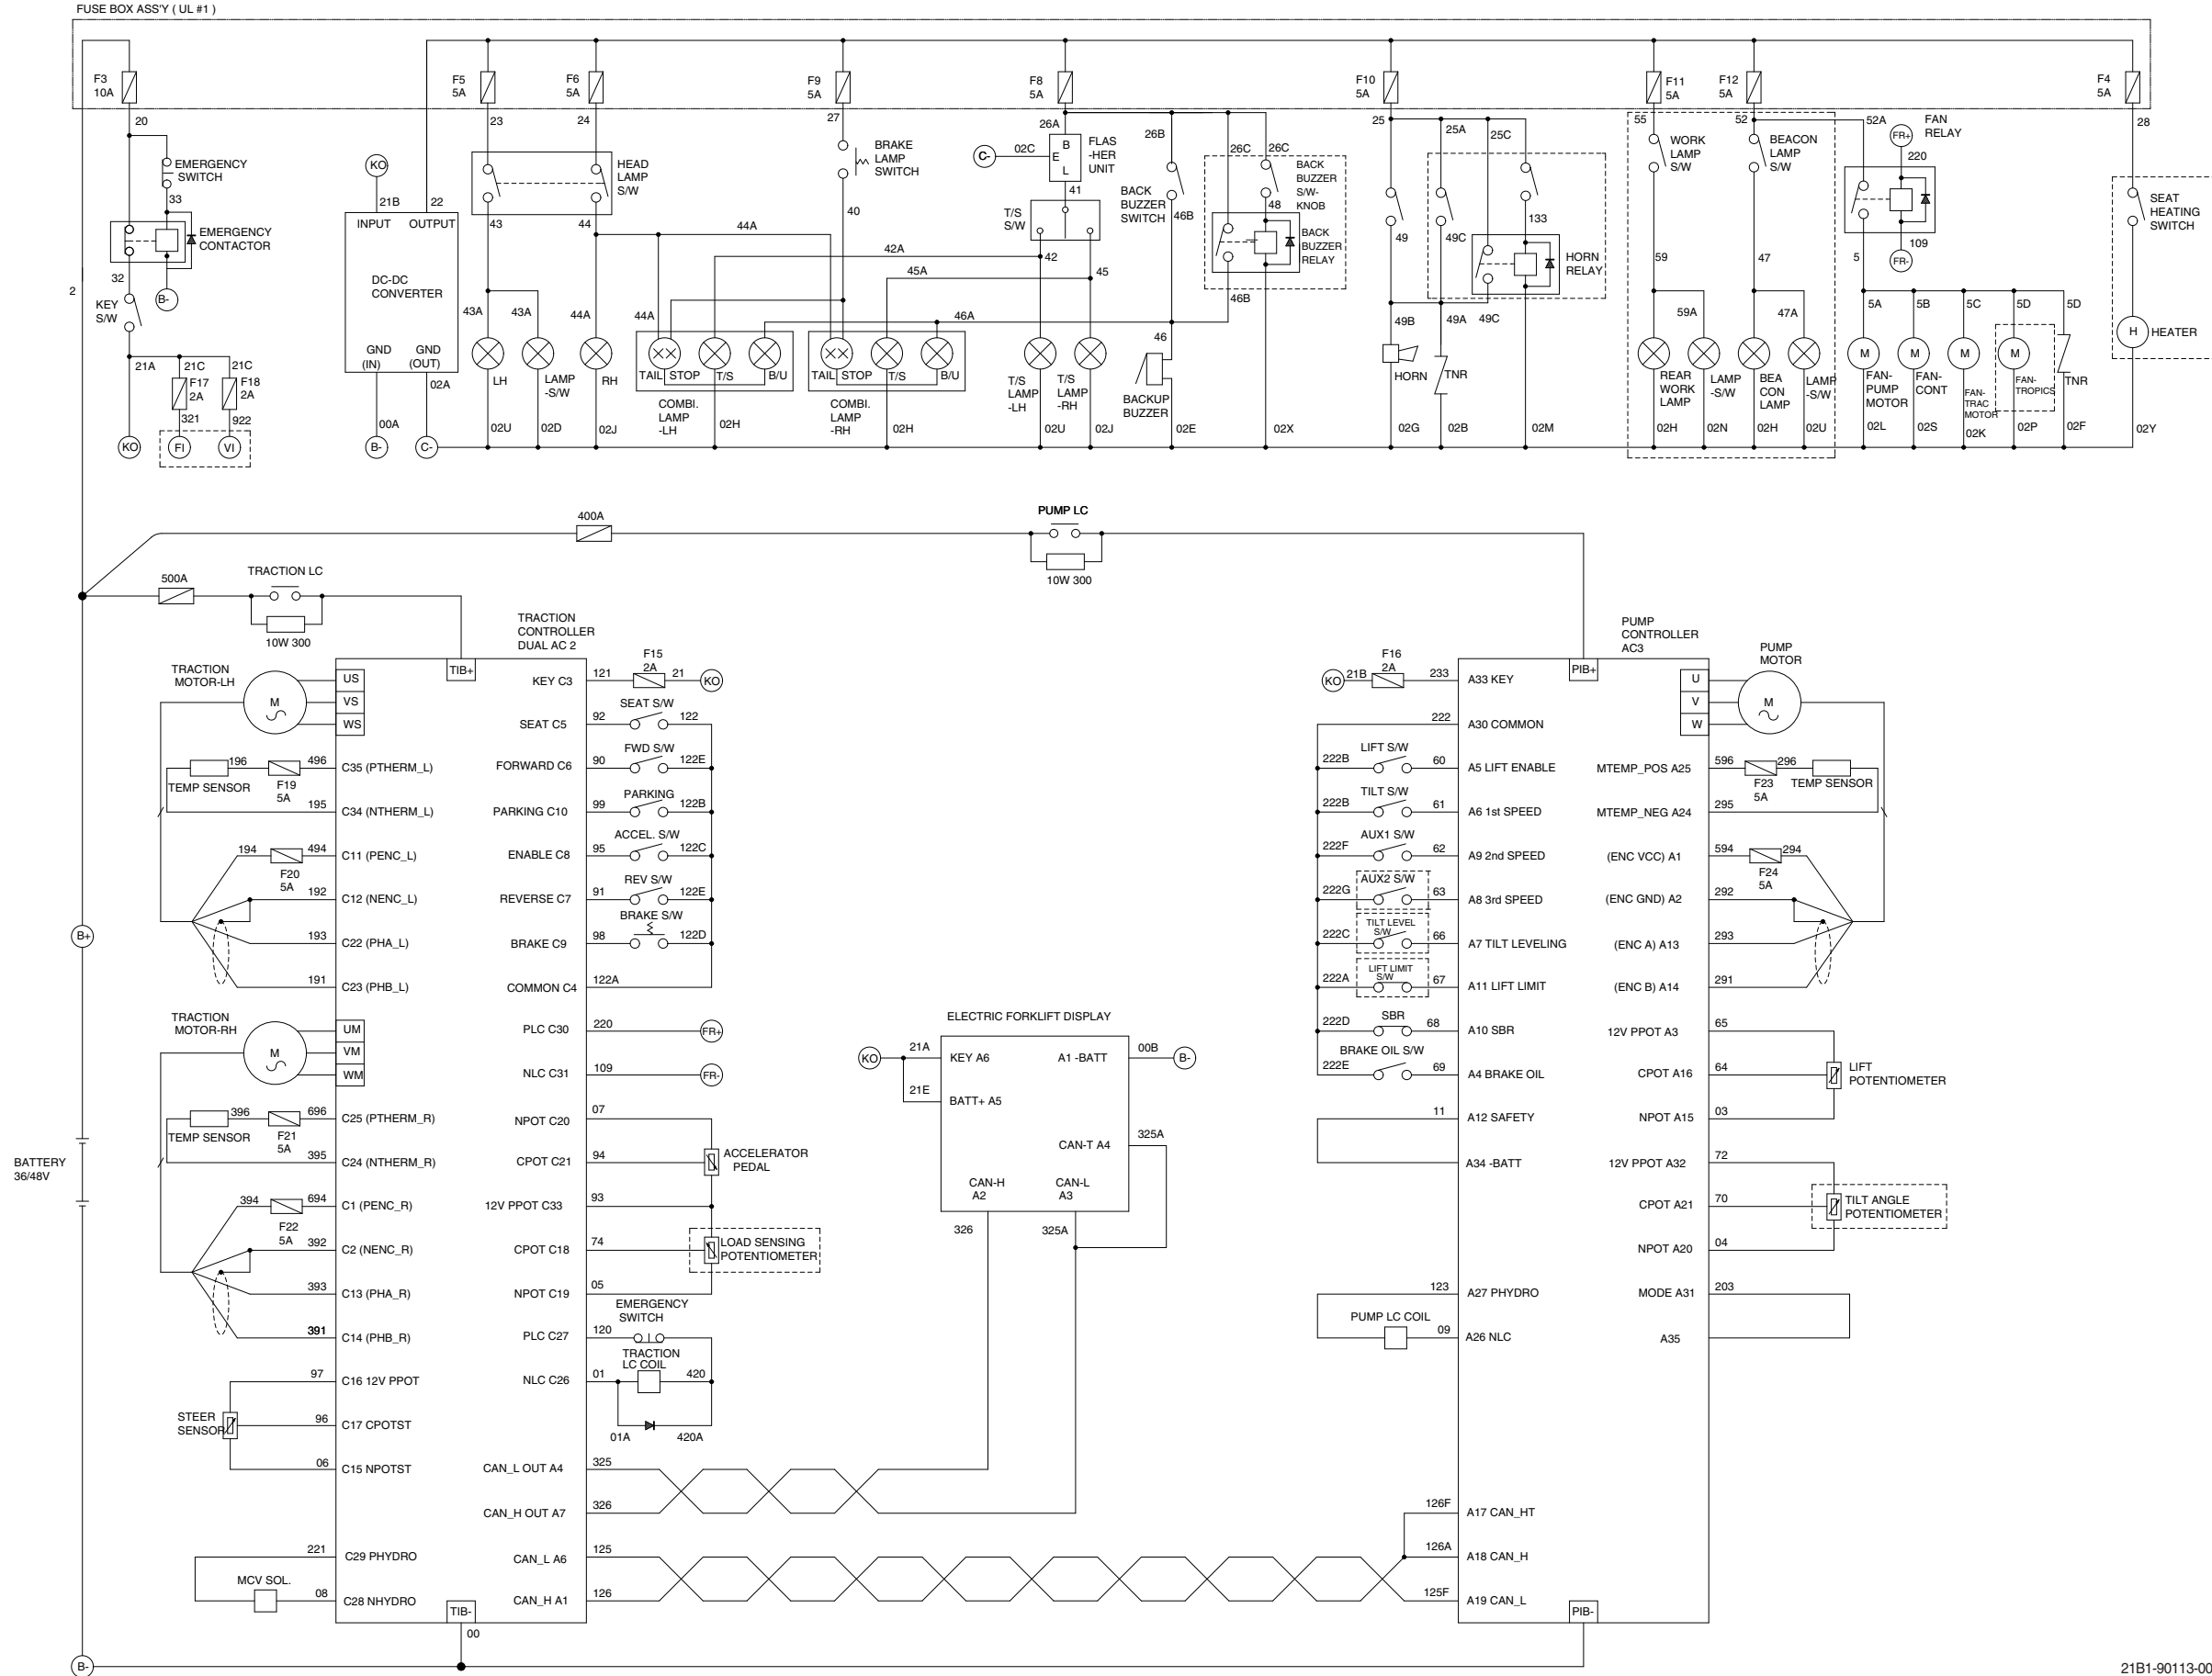 FUSE BOX ASS'Y ( UL #1 )
F3
10A
F5
5A
F6
5A
F9
5A
F8
5A
F10
5A
F11
5A
F12
5A
F4
5A
20
23
24
27
26A
26B
26C
26C
25
25A
25C
55
52
52A
FAN
RELAY
28
EMERGENCY
SWITCH
33
EMERGENCY
CONTACTOR
32
B-
KEY
S/W
2
21A
21C
21C
F17
2A
F18
2A
321
922
KO
FI
VI
KO
21B
22
INPUT
OUTPUT
DC-DC
CONVERTER
GND
(IN)
GND
(OUT)
02A
00A
B-
C-
HEAD
LAMP
S/W
43
44
44A
43A
43A
44A
44A
LH
LAMP
-S/W
RH
02U
02D
02J
BRAKE
LAMP
SWITCH
40
42A
45A
46A
TAIL
STOP
T/S
B/U
COMBI.
LAMP
-LH
02H
TAIL
STOP
T/S
B/U
COMBI.
LAMP
-RH
02H
C-
02C
B
E
L
FLAS
-HER
UNIT
41
T/S
S/W
42
45
T/S
LAMP
-LH
T/S
LAMP
-RH
02U
02J
BACK
BUZZER
SWITCH
46B
46
BACKUP
BUZZER
02E
BACK
BUZZER
S/W-
KNOB
48
BACK
BUZZER
RELAY
46B
02X
49
49C
133
HORN
RELAY
49B
49A
49C
HORN
TNR
02G
02B
02M
WORK
LAMP
S/W
BEACON
LAMP
S/W
59
47
59A
47A
REAR
WORK
LAMP
LAMP
-S/W
BEA
CON
LAMP
LAMP
-S/W
02H
02N
02H
02U
FR+
220
109
FR-
5
5A
5B
5C
5D
5D
M
M
M
M
FAN-
PUMP
MOTOR
FAN-
CONT
FAN-
TRAC
MOTOR
FAN-
TROPICS
TNR
02L
02S
02K
02P
02F
SEAT
HEATING
SWITCH
H
HEATER
02Y
400A
PUMP LC
10W 300
500A
TRACTION LC
10W 300
B+
BATTERY
36/48V
B-
TRACTION
CONTROLLER
DUAL AC 2
TIB+
TRACTION
MOTOR-LH
M
US
VS
WS
TEMP SENSOR
196
F19
5A
496
C35 (PTHERM_L)
195
C34 (NTHERM_L)
194
F20
5A
494
C11 (PENC_L)
192
C12 (NENC_L)
193
C22 (PHA_L)
191
C23 (PHB_L)
TRACTION
MOTOR-RH
M
UM
VM
WM
TEMP SENSOR
396
F21
5A
696
C25 (PTHERM_R)
395
C24 (NTHERM_R)
394
F22
5A
694
C1 (PENC_R)
392
C2 (NENC_R)
393
C13 (PHA_R)
391
C14 (PHB_R)
STEER
SENSOR
97
C16 12V PPOT
96
C17 CPOTST
06
C15 NPOTST
221
C29 PHYDRO
MCV SOL.
08
C28 NHYDRO
TIB-
00
KEY C3
121
F15
2A
21
KO
SEAT C5
92
SEAT S/W
122
FORWARD C6
90
FWD S/W
122E
PARKING C10
99
PARKING
122B
ENABLE C8
95
ACCEL. S/W
122C
REVERSE C7
91
REV S/W
122E
BRAKE C9
98
BRAKE S/W
122D
COMMON C4
122A
PLC C30
220
FR+
NLC C31
109
FR-
NPOT C20
07
CPOT C21
94
ACCELERATOR
PEDAL
12V PPOT C33
93
CPOT C18
74
LOAD SENSING
POTENTIOMETER
NPOT C19
05
PLC C27
120
EMERGENCY
SWITCH
TRACTION
LC COIL
NLC C26
01
420
01A
420A
CAN_L OUT A4
325
CAN_H OUT A7
326
CAN_L A6
125
CAN_H A1
126
ELECTRIC FORKLIFT DISPLAY
KO
21A
KEY A6
A1 -BATT
00B
B-
21E
BATT+ A5
CAN-T A4
325A
CAN-H
A2
CAN-L
A3
326
325A
PUMP
CONTROLLER
AC3
PIB+
KO
21B
F16
2A
233
A33 KEY
222
A30 COMMON
222B
LIFT S/W
60
A5 LIFT ENABLE
222B
TILT S/W
61
A6 1st SPEED
222F
AUX1 S/W
62
A9 2nd SPEED
222G
AUX2 S/W
63
A8 3rd SPEED
222C
TILT LEVEL
S/W
66
A7 TILT LEVELING
222A
LIFT LIMIT
S/W
67
A11 LIFT LIMIT
222D
SBR
68
A10 SBR
222E
BRAKE OIL S/W
69
A4 BRAKE OIL
11
A12 SAFETY
A34 -BATT
123
A27 PHYDRO
PUMP LC COIL
09
A26 NLC
126F
A17 CAN_HT
126A
A18 CAN_H
125F
A19 CAN_L
PIB-
PUMP
MOTOR
U
V
W
M
MTEMP_POS A25
596
F23
5A
296
TEMP SENSOR
MTEMP_NEG A24
295
(ENC VCC) A1
594
F24
5A
294
(ENC GND) A2
292
(ENC A) A13
293
(ENC B) A14
291
12V PPOT A3
65
CPOT A16
64
LIFT
POTENTIOMETER
NPOT A15
03
12V PPOT A32
72
CPOT A21
70
TILT ANGLE
POTENTIOMETER
NPOT A20
04
MODE A31
203
A35
21B1-90113-00